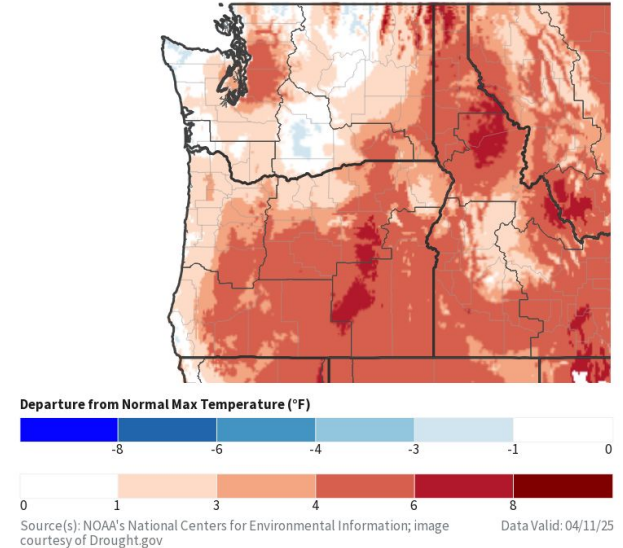 Departure from Normal Max Temperature (°F)
-8 -6 -4 -3 -1 0
0 1 3 4 6 8
Source(s): NOAA's National Centers for Environmental Information; image Data Valid: 04/11/25
courtesy of Drought.gov